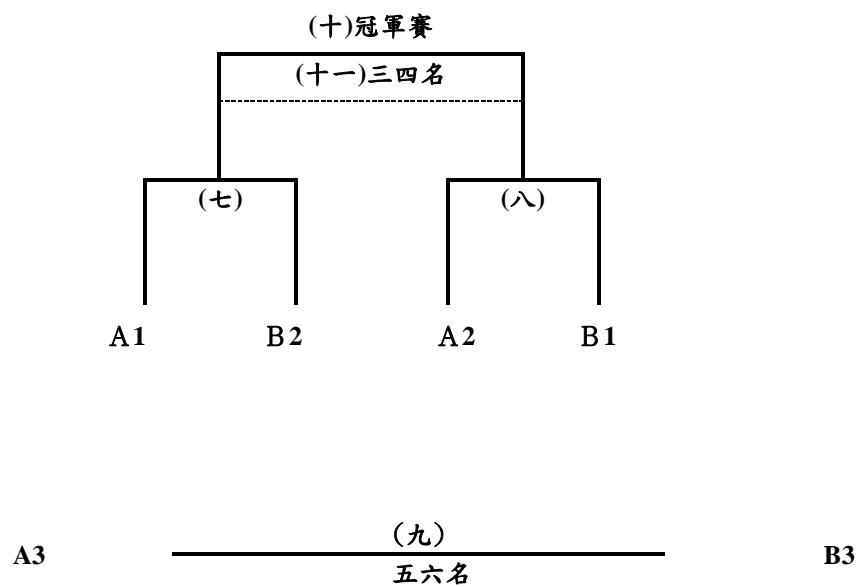 (十)冠軍賽
(十一)三四名
(七) (八)
A1 B2 A2 B1
(九)
A3 B3
五六名